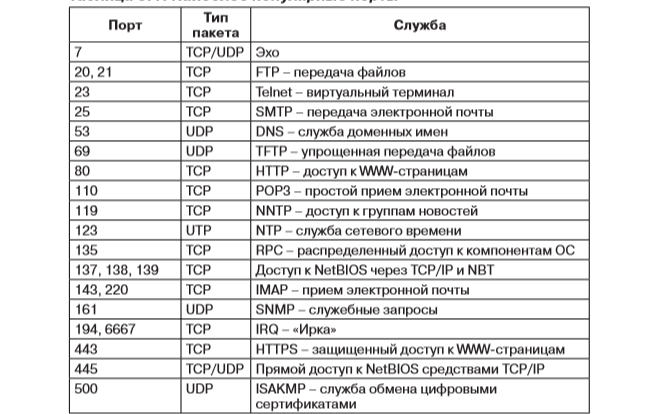 Порт Тип пакета Служба
7 TCP/UDP Эхо
20, 21 TCP FTP – передача файлов
23 TCP Telnet – виртуальный терминал
25 TCP SMTP – передача электронной почты
53 UDP DNS – служба доменных имен
69 UDP TFTP – упрощенная передача файлов
80 TCP HTTP – доступ к WWW-страницам
110 TCP POP3 – простой прием электронной почты
119 TCP NNTP – доступ к группам новостей
123 UTP NTP – служба сетевого времени
135 TCP RPC – распределенный доступ к компонентам ОС
137, 138, 139 TCP Доступ к NetBIOS через TCP/IP и NBT
143, 220 TCP IMAP – прием электронной почты
161 UDP SNMP – служебные запросы
194, 6667 TCP IRQ – «Ирка»
443 TCP HTTPS – защищенный доступ к WWW-страницам
445 TCP/UDP Прямой доступ к NetBIOS средствами TCP/IP
500 UDP ISAKMP – служба обмена цифровыми
сертификатами